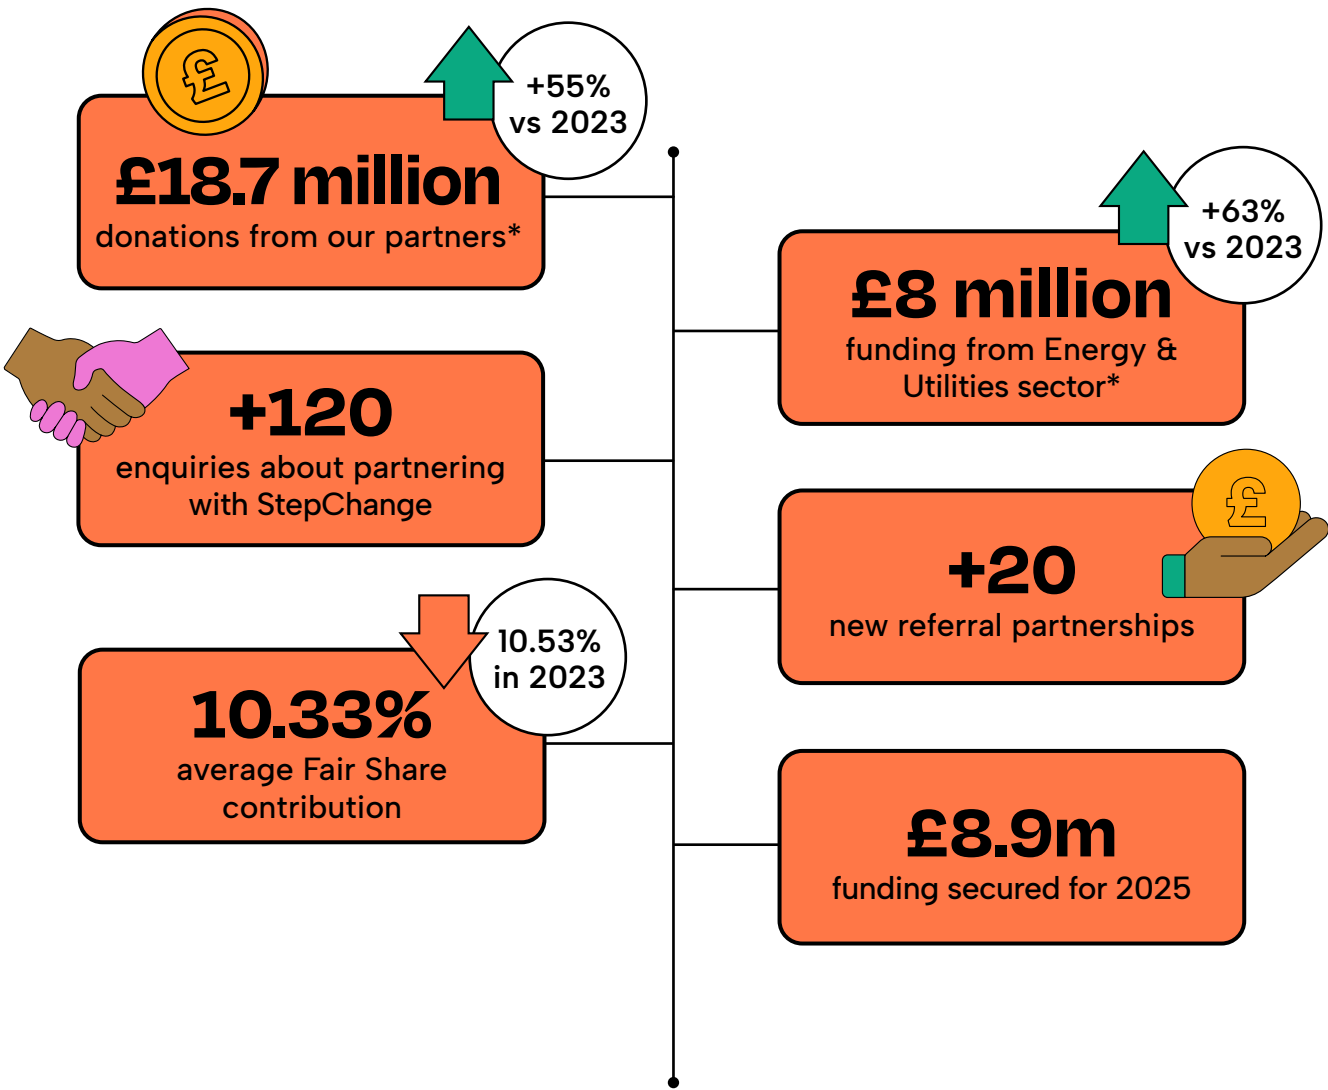 £
+55%
vs 2023
£18.7 million
donations from our partners*
+63%
vs 2023
£8 million
funding from Energy &
Utilities sector*
+120
enquiries about partnering
with StepChange
£
+20
new referral partnerships
10.53%
in 2023
10.33%
average Fair Share
contribution
£8.9m
funding secured for 2025